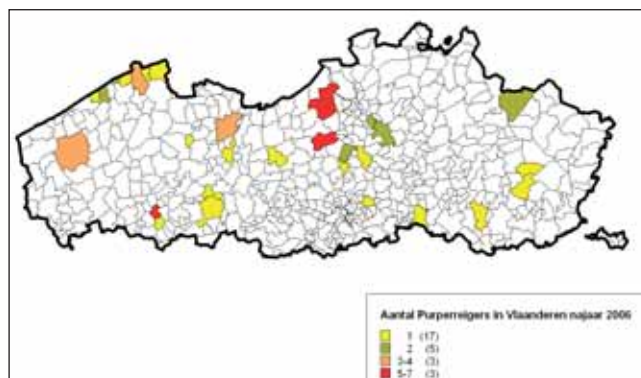 Aantal Purperreigers in Vlaanderen najaar 2006
1 (17)
2 (5)
3-4 (3)
5-7 (3)